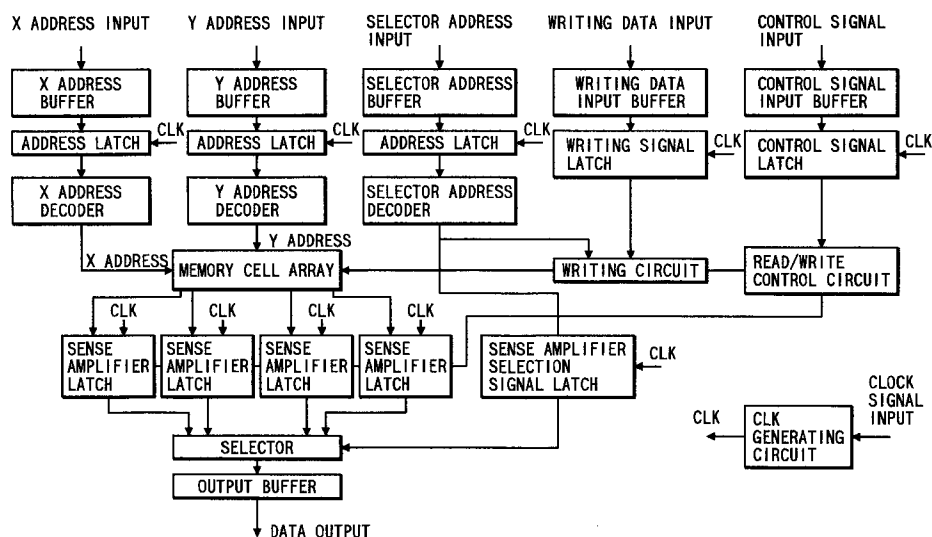 X ADDRESS INPUT
Y ADDRESS INPUT
SELECTOR ADDRESS
INPUT
WRITING DATA INPUT
CONTROL SIGNAL
INPUT
X ADDRESS
BUFFER
Y ADDRESS
BUFFER
SELECTOR ADDRESS
BUFFER
WRITING DATA
INPUT BUFFER
CONTROL SIGNAL
INPUT BUFFER
ADDRESS LATCH
CLK
ADDRESS LATCH
CLK
ADDRESS LATCH
CLK
WRITING SIGNAL
LATCH
CLK
CONTROL SIGNAL
LATCH
CLK
X ADDRESS
DECODER
Y ADDRESS
DECODER
SELECTOR ADDRESS
DECODER
Y ADDRESS
X ADDRESS
MEMORY CELL ARRAY
WRITING CIRCUIT
READ/WRITE
CONTROL CIRCUIT
CLK
CLK
CLK
CLK
SENSE
AMPLIFIER
LATCH
SENSE
AMPLIFIER
LATCH
SENSE
AMPLIFIER
LATCH
SENSE
AMPLIFIER
LATCH
SENSE AMPLIFIER
SELECTION
SIGNAL LATCH
CLK
CLOCK
SIGNAL
INPUT
CLK
CLK
GENERATING
CIRCUIT
SELECTOR
OUTPUT BUFFER
DATA OUTPUT